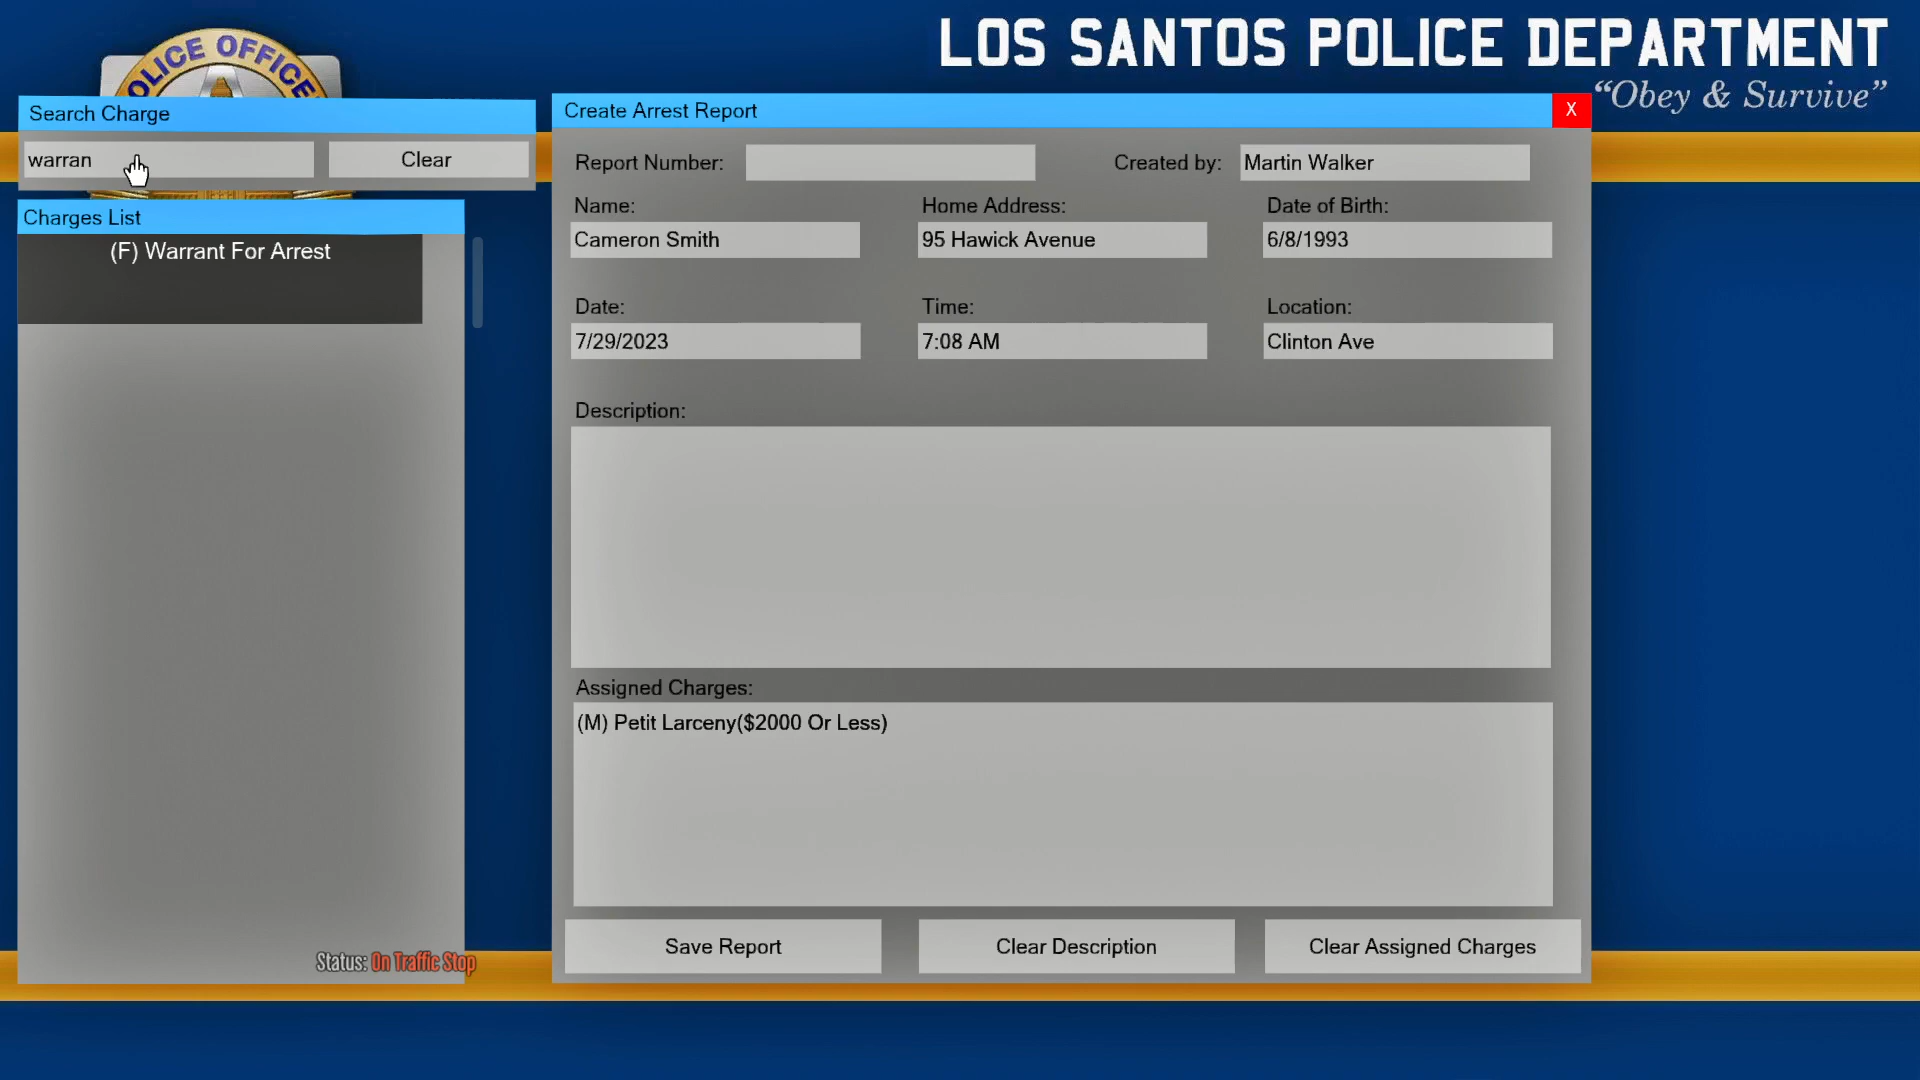 POLICE OFFICE
LOS SANTOS POLICE DEPARTMENT
“Obey & Survive”
Search Charge
warran
Clear
Charges List
(F) Warrant For Arrest
Status: On Traffic Stop
Create Arrest Report
X
Report Number:
Created by: Martin Walker
Name:
Home Address:
Date of Birth:
Cameron Smith
95 Hawick Avenue
6/8/1993
Date:
Time:
Location:
7/29/2023
7:08 AM
Clinton Ave
Description:
Assigned Charges:
(M) Petit Larceny($2000 Or Less)
Save Report
Clear Description
Clear Assigned Charges